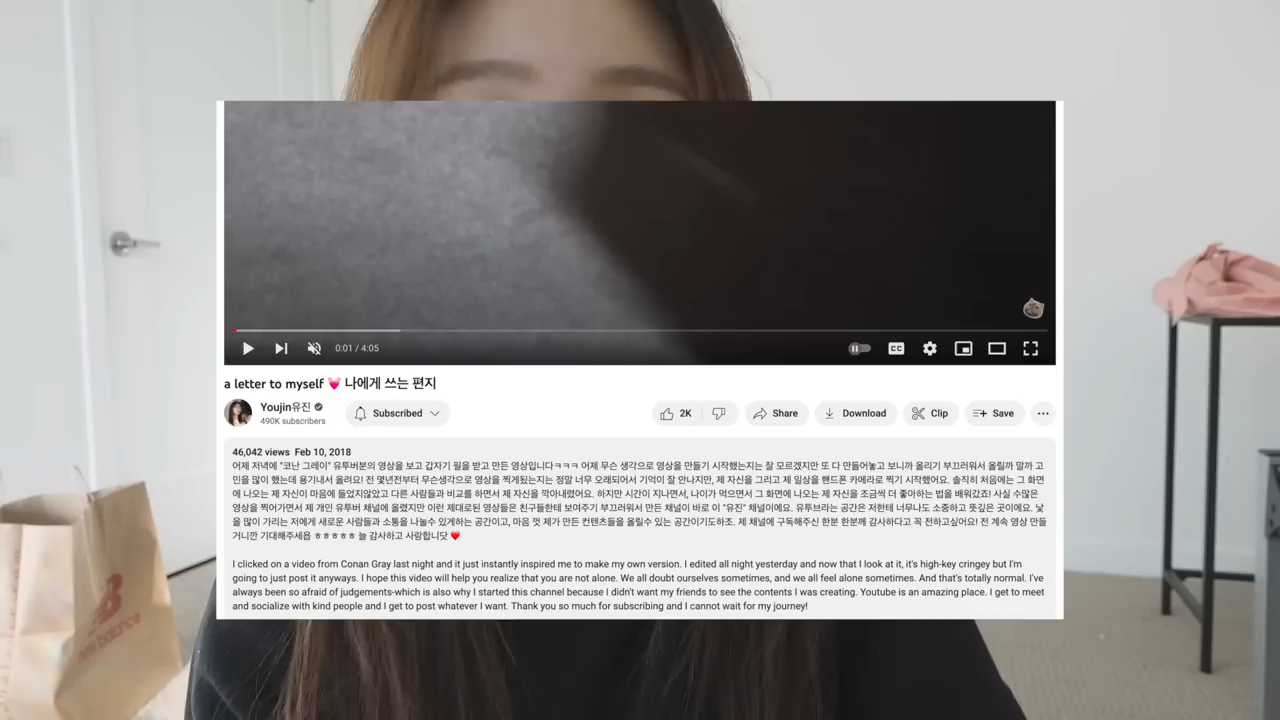 0:01 / 4:05
CC
a letter to myself 💓 나에게 쓰는 편지
Youjin유진
490K subscribers
Subscribed
2K
Share
Download
Clip
Save
46,042 views Feb 10, 2018
어제 저녁에 "코난 그레이" 유투버분의 영상을 보고 갑자기 필을 받고 만든 영상입니다ㅋㅋㅋ 어제 무슨 생각으로 영상을 만들기 시작했는지는 잘 모르겠지만 또 다 만들어놓고 보니까 올리기 부끄러워서 올릴까 말까 고
민을 많이 했는데 용기내서 올려요! 전 몇년전부터 무슨생각으로 영상을 찍게됬는지는 정말 너무 오래되어서 기억이 잘 안나지만, 제 자신을 그리고 제 일상을 핸드폰 카메라로 찍기 시작했어요. 솔직히 처음에는 그 화면
에 나오는 제 자신이 마음에 들었지않았고 다른 사람들과 비교를 하면서 제 자신을 깍아내렸어요. 하지만 시간이 지나면서, 나이가 먹으면서 그 화면에 나오는 제 자신을 조금씩 더 좋아하는 법을 배워갔죠! 사실 수많은
영상을 찍어가면서 제 개인 유투버 채널에 올렸지만 이런 제대로된 영상들은 친구들한테 보여주기 부끄러워서 만든 채널이 바로 이 "유진" 채널이에요. 유투브라는 공간은 저한테 너무나도 소중하고 뜻깊은 곳이에요. 낯
을 많이 가리는 저에게 새로운 사람들과 소통을 나눌수 있게하는 공간이고, 마음 껏 제가 만든 컨텐츠들을 올릴수 있는 공간이기도하죠. 제 채널에 구독해주신 한분 한분께 감사하다고 꼭 전하고싶어요! 전 계속 영상 만들
거니깐 기대해주세욥 ㅎㅎㅎㅎㅎ 늘 감사하고 사랑합니닷 ❤️
I clicked on a video from Conan Gray last night and it just instantly inspired me to make my own version. I edited all night yesterday and now that I look at it, it's high-key cringey but I'm
going to just post it anyways. I hope this video will help you realize that you are not alone. We all doubt ourselves sometimes, and we all feel alone sometimes. And that's totally normal. I've
always been so afraid of judgements-which is also why I started this channel because I didn't want my friends to see the contents I was creating. Youtube is an amazing place. I get to meet
and socialize with kind people and I get to post whatever I want. Thank you so much for subscribing and I cannot wait for my journey!
new balance